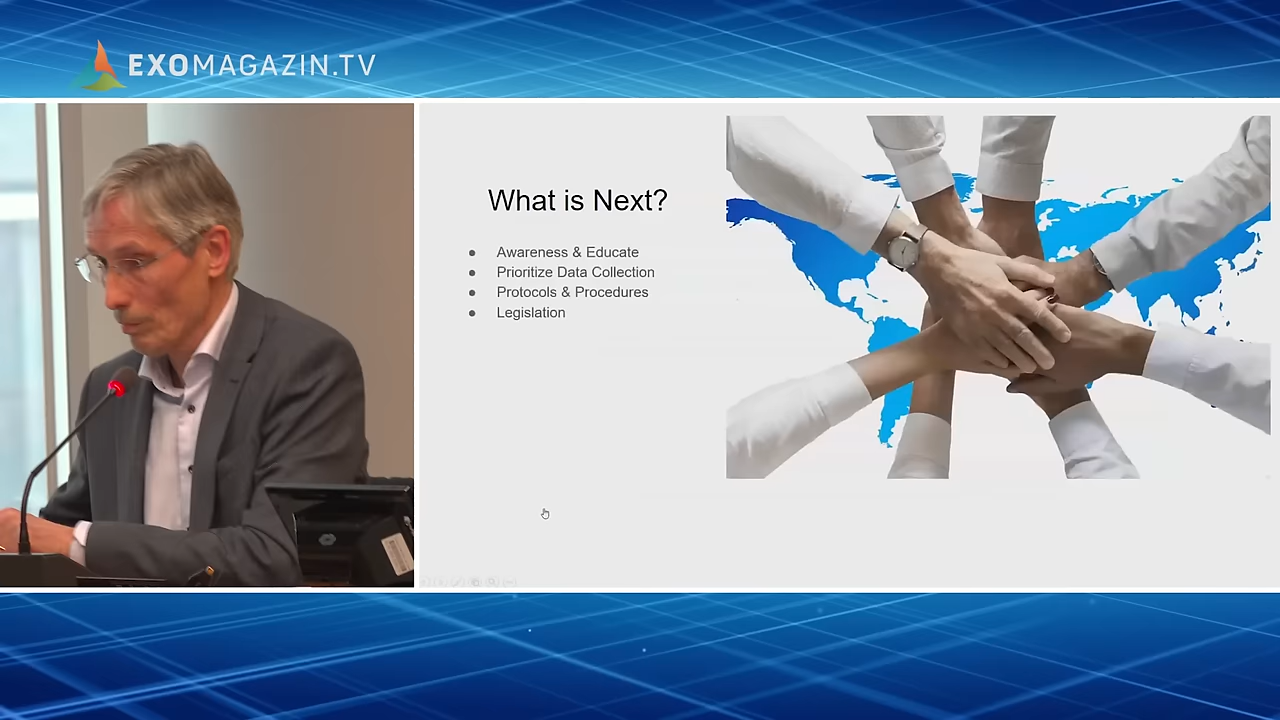 EXOMAGAZIN.TV
What is Next?
Awareness & Educate
Prioritize Data Collection
Protocols & Procedures
Legislation